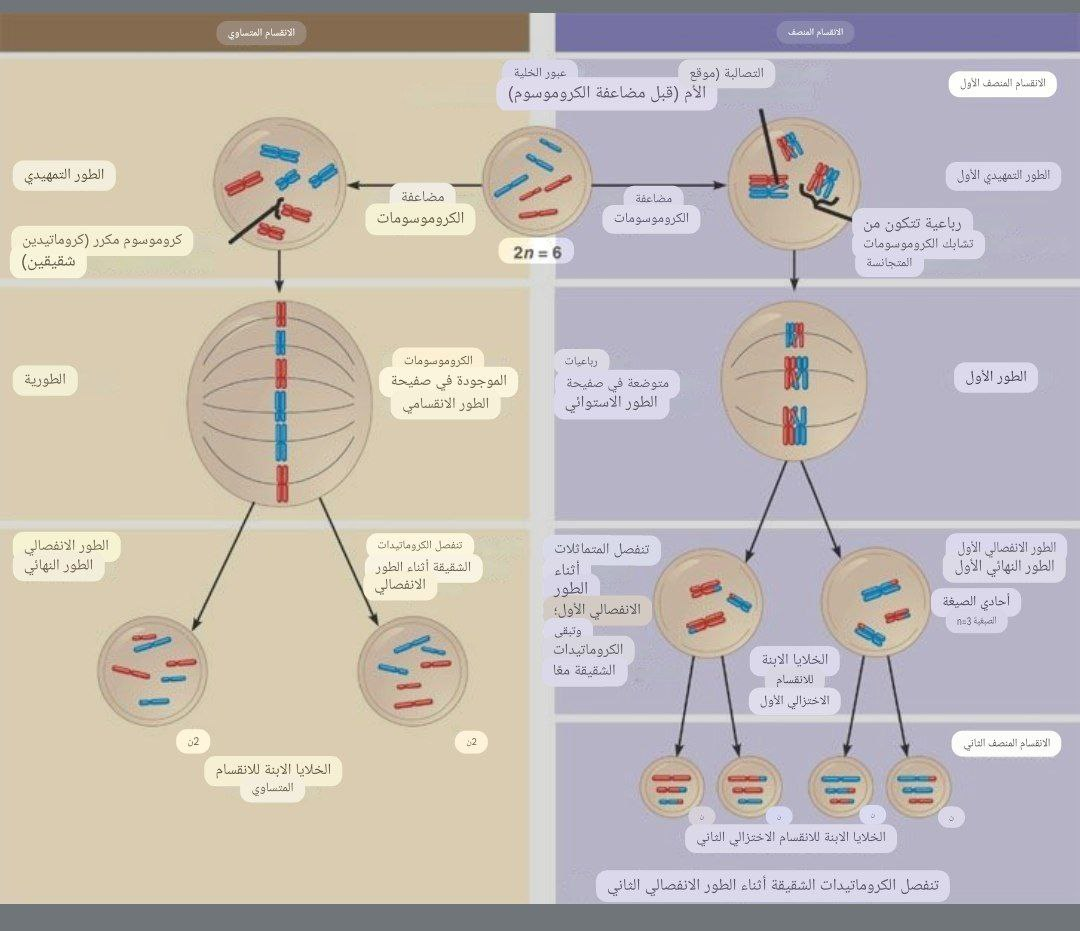 الانقسام المتساوي
الانقسام المنصف
عبور الخلية
التصالبة (موقع
الأم (قبل مضاعفة الكروموسوم)
الانقسام المنصف الأول
الطور التمهيدي
الطور التمهيدي الأول
مضاعفة
الكروموسومات
مضاعفة
الكروموسومات
كروموسوم مكرر (كروماتيدين
شقيقين)
2n = 6
رباعية تتكون من
تشابك الكروموسومات
المتجانسة
الطورية
الكروموسومات
الموجودة في صفيحة
الطور الانقسامي
رباعيات
متوضعة في صفيحة
الطور الاستوائي
الطور الأول
الطور الانفصالي
الطور النهائي
تنفصل الكروماتيدات
الشقيقة أثناء الطور
الانفصالي
تنفصل المتماثلات
أثناء
الطور
الانفصالي الأول؛
وتبقى
الكروماتيدات
الشقيقة معًا
الطور الانفصالي الأول
الطور النهائي الأول
أحادي الصيغة
الصبغية n=3
الخلايا الابنة
للانقسام
الاختزالي الأول
2ن
2ن
الخلايا الابنة للانقسام
المتساوي
الانقسام المنصف الثاني
ن
ن
ن
ن
الخلايا الابنة للانقسام الاختزالي الثاني
تنفصل الكروماتيدات الشقيقة أثناء الطور الانفصالي الثاني